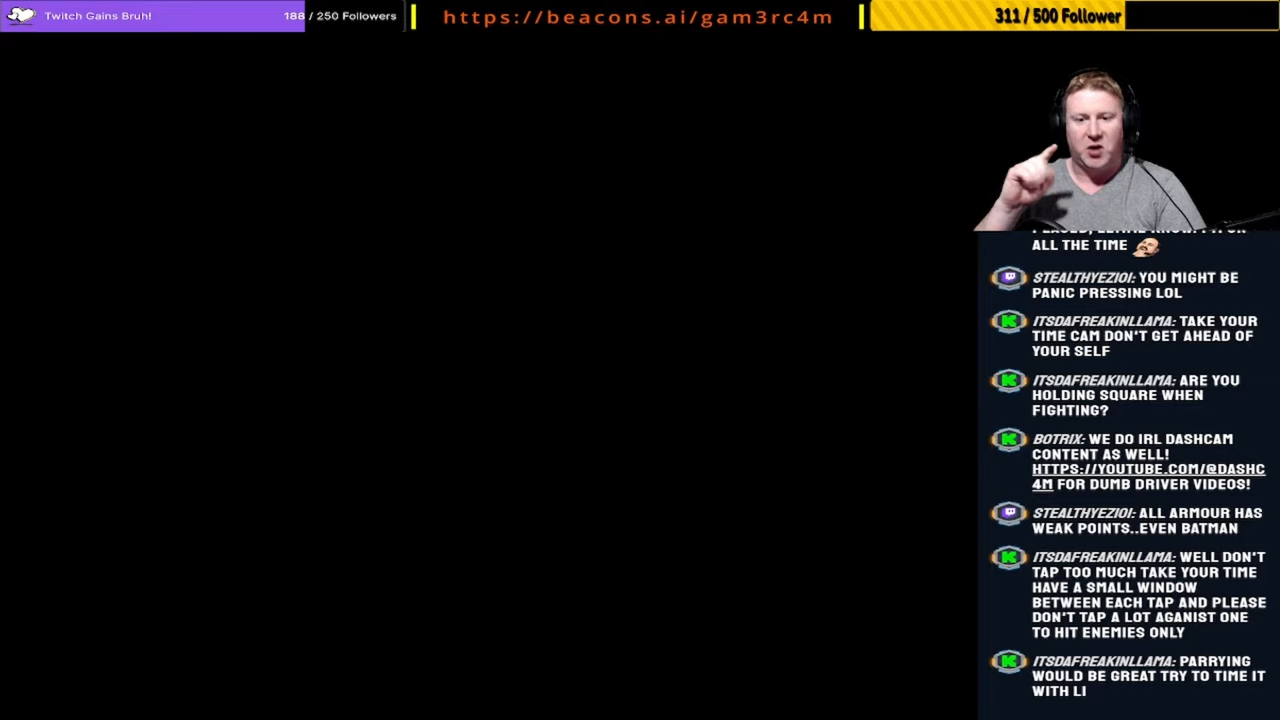 Twitch Gains Bruh! 188 / 250 Followers
https://beacons.ai/gam3rc4m
311 / 500 Follower
ALL THE TIME
STEALTHYEZIOI: YOU MIGHT BE
PANIC PRESSING LOL
ITSDAFREAKINLLAMA: TAKE YOUR
TIME CAM DON'T GET AHEAD OF
YOUR SELF
ITSDAFREAKINLLAMA: ARE YOU
HOLDING SQUARE WHEN
FIGHTING?
BOTRIX: WE DO IRL DASHCAM
CONTENT AS WELL!
HTTPS://YOUTUBE.COM/@DASHC
4M FOR DUMB DRIVER VIDEOS!
STEALTHYEZIOI: ALL ARMOUR HAS
WEAK POINTS..EVEN BATMAN
ITSDAFREAKINLLAMA: WELL DON'T
TAP TOO MUCH TAKE YOUR TIME
HAVE A SMALL WINDOW
BETWEEN EACH TAP AND PLEASE
DON'T TAP A LOT AGANIST ONE
TO HIT ENEMIES ONLY
ITSDAFREAKINLLAMA: PARRYING
WOULD BE GREAT TRY TO TIME IT
WITH LI